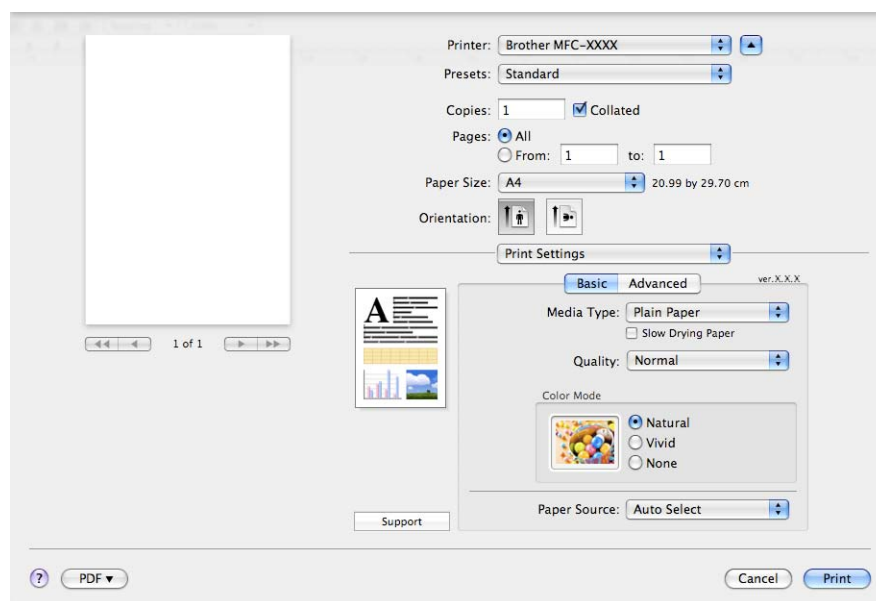 Printer: Brother MFC-XXXX
Presets: Standard
Copies: 1 Collated
Pages: All
From: 1 to: 1
Paper Size: A4 20.99 by 29.70 cm
Orientation:
Print Settings
Basic Advanced ver.X.X.X
A
Media Type: Plain Paper
Slow Drying Paper
1 of 1
Quality: Normal
Color Mode
Natural
Vivid
None
Paper Source: Auto Select
Support
? PDF Cancel Print